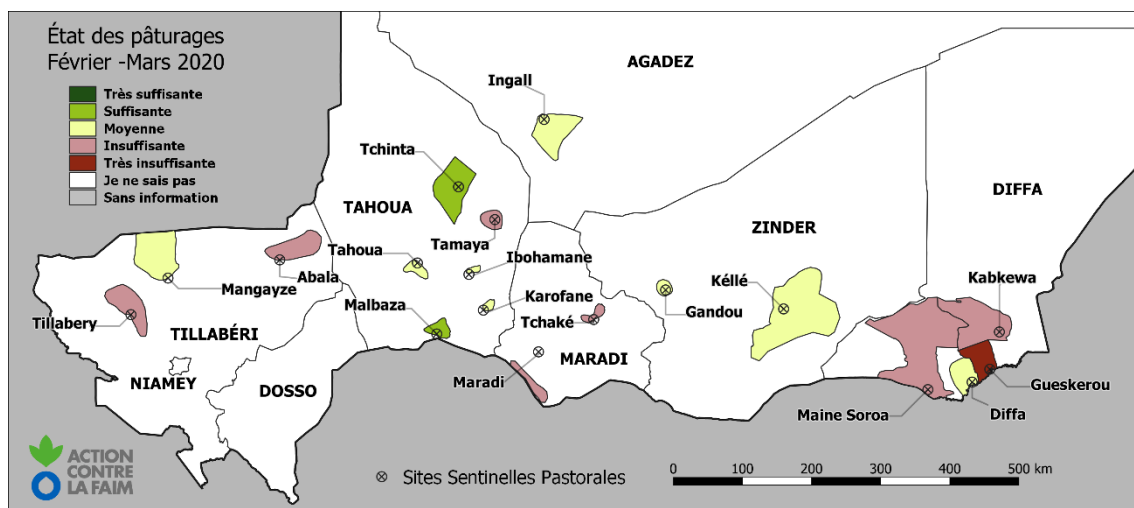 État des pâturages
Février -Mars 2020
Très suffisante
Suffisante
Moyenne
Insuffisante
Très insuffisante
Je ne sais pas
Sans information
AGADEZ
Ingall
Tchinta
DIFFA
TAHOUA
ZINDER
Tamaya
Tahoua
Ibohamane
Abala
Mangayze
Kéllé
Kabkewa
Malbaza
Karofane
Gandou
Tillabery
TILLABÉRI
Tchaké
MARADI
Maradi
NIAMEY
DOSSO
Gueskerou
Maine Soroa
Diffa
ACTION
CONTRE
LA FAIM
Sites Sentinelles Pastorales
0 100 200 300 400 500 km